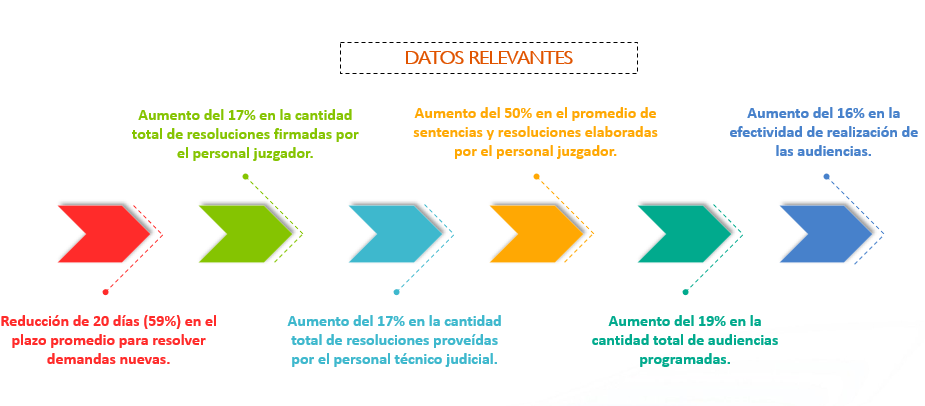 DATOS RELEVANTES
Reducción de 20 días (59%) en el
plazo promedio para resolver
demandas nuevas.
Aumento del 17% en la cantidad
total de resoluciones firmadas por
el personal juzgador.
Aumento del 17% en la cantidad
total de resoluciones proveídas
por el personal técnico judicial.
Aumento del 50% en el promedio de
sentencias y resoluciones elaboradas
por el personal juzgador.
Aumento del 19% en la
cantidad total de audiencias
programadas.
Aumento del 16% en la
efectividad de realización de
las audiencias.